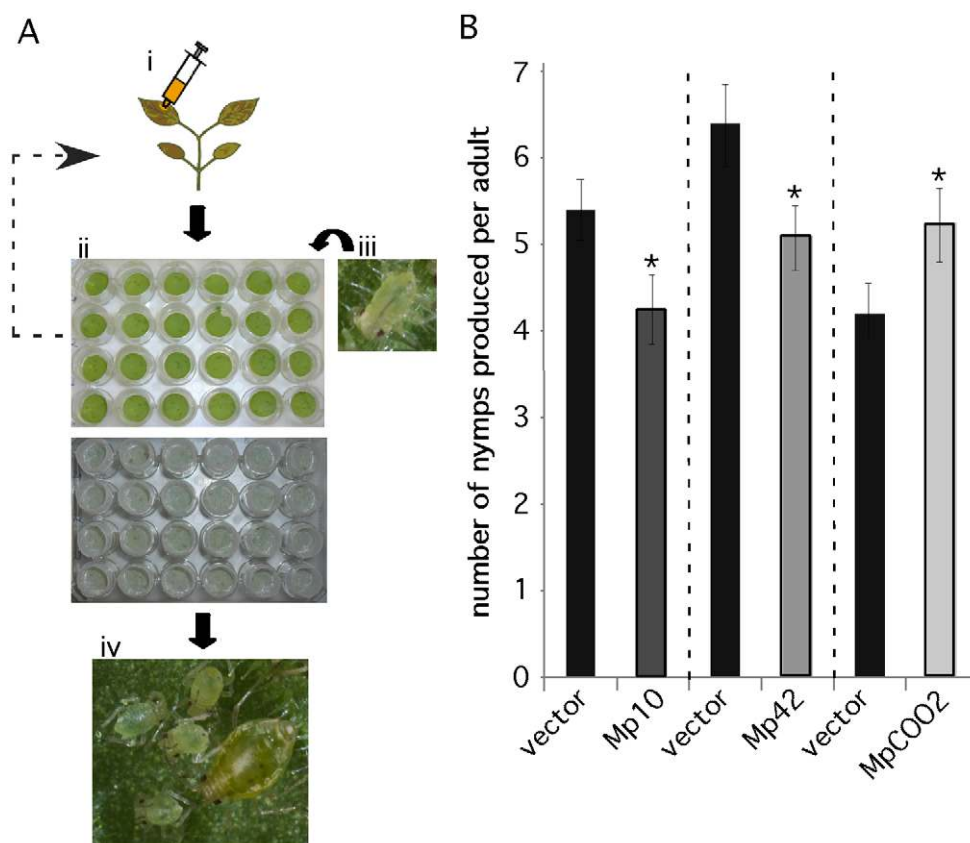 A
i
ii
iii
iv
B
number of nymps produced per adult
7
6
5
4
3
2
1
0
*
*
*
vector
Mp10
vector
Mp42
vector
MpCOO2